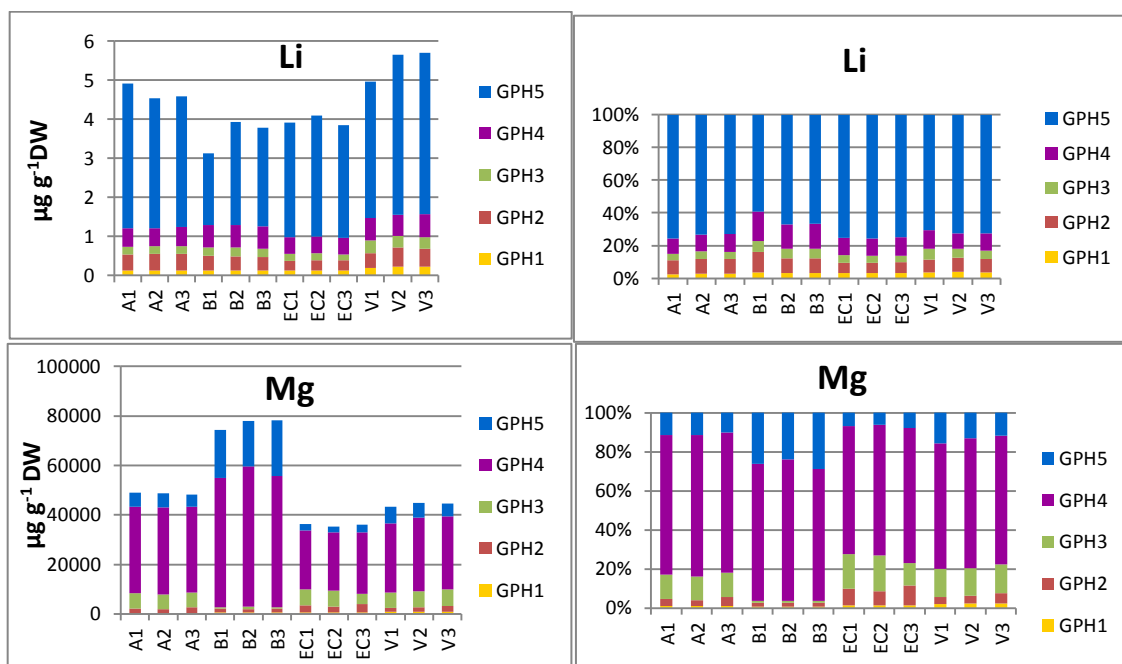 Li
6
5
4
3
2
1
0
µg g-1DW
A1
A2
A3
B1
B2
B3
EC1
EC2
EC3
V1
V2
V3
GPH5
GPH4
GPH3
GPH2
GPH1
Li
100%
80%
60%
40%
20%
0%
A1
A2
A3
B1
B2
B3
EC1
EC2
EC3
V1
V2
V3
GPH5
GPH4
GPH3
GPH2
GPH1
Mg
100000
80000
60000
40000
20000
0
µg g-1 DW
A1
A2
A3
B1
B2
B3
EC1
EC2
EC3
V1
V2
V3
GPH5
GPH4
GPH3
GPH2
GPH1
Mg
100%
80%
60%
40%
20%
0%
A1
A2
A3
B1
B2
B3
EC1
EC2
EC3
V1
V2
V3
GPH5
GPH4
GPH3
GPH2
GPH1